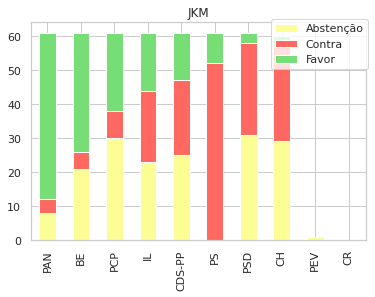 JKM
Abstenção
Contra
Favor
60
50
40
30
20
10
0
PAN
BE
PCP
IL
CDS-PP
PS
PSD
CH
PEV
CR